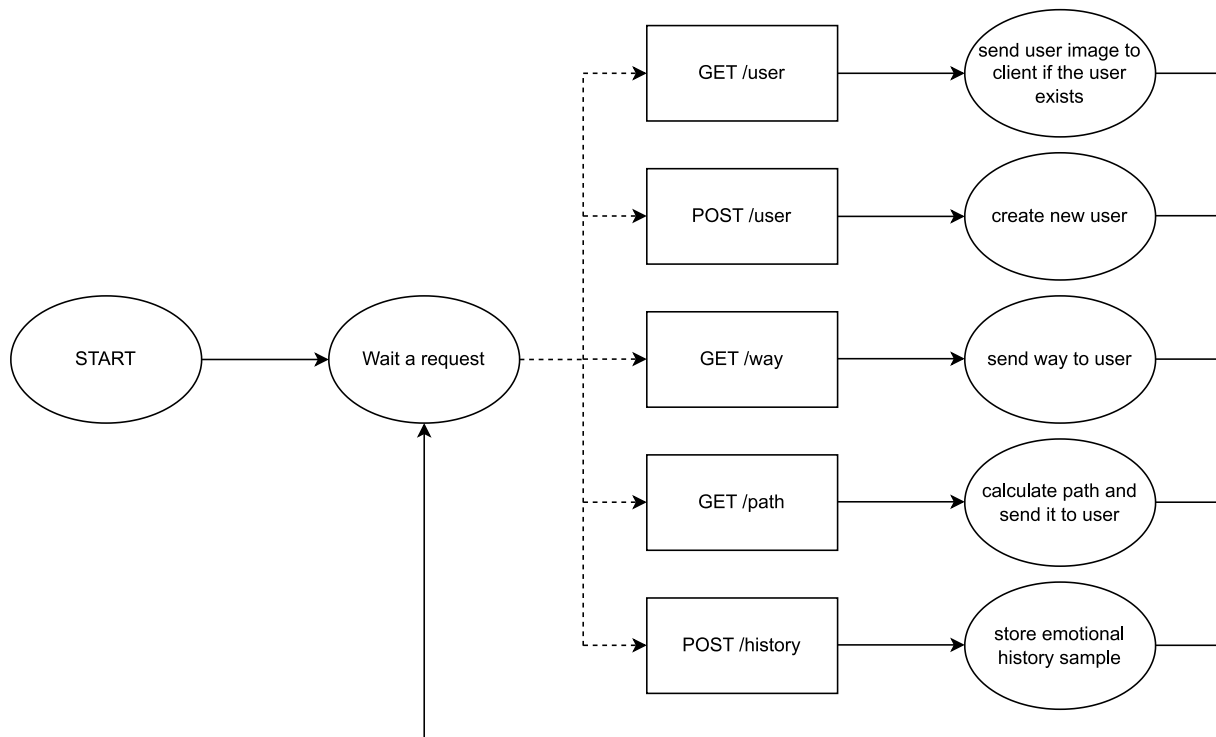 GET /user
send user image to
client if the user
exists
POST /user
create new user
START
Wait a request
GET /way
send way to user
GET /path
calculate path and
send it to user
POST /history
store emotional
history sample